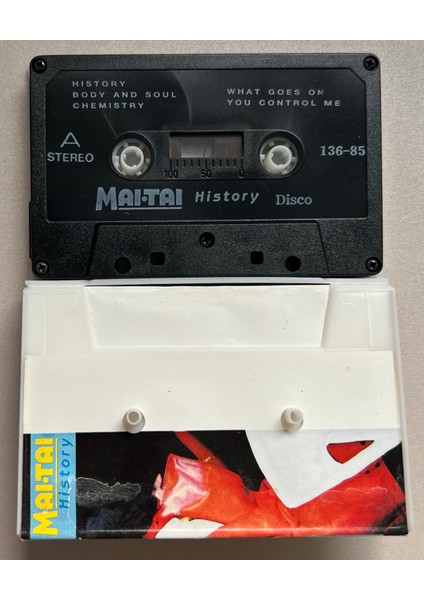 HISTORY
BODY AND SOUL
CHEMISTRY
WHAT GOES ON
YOU CONTROL ME
A
STEREO
136-85
100 50 0
MAI-TAI History Disco
MAI-TAI
History